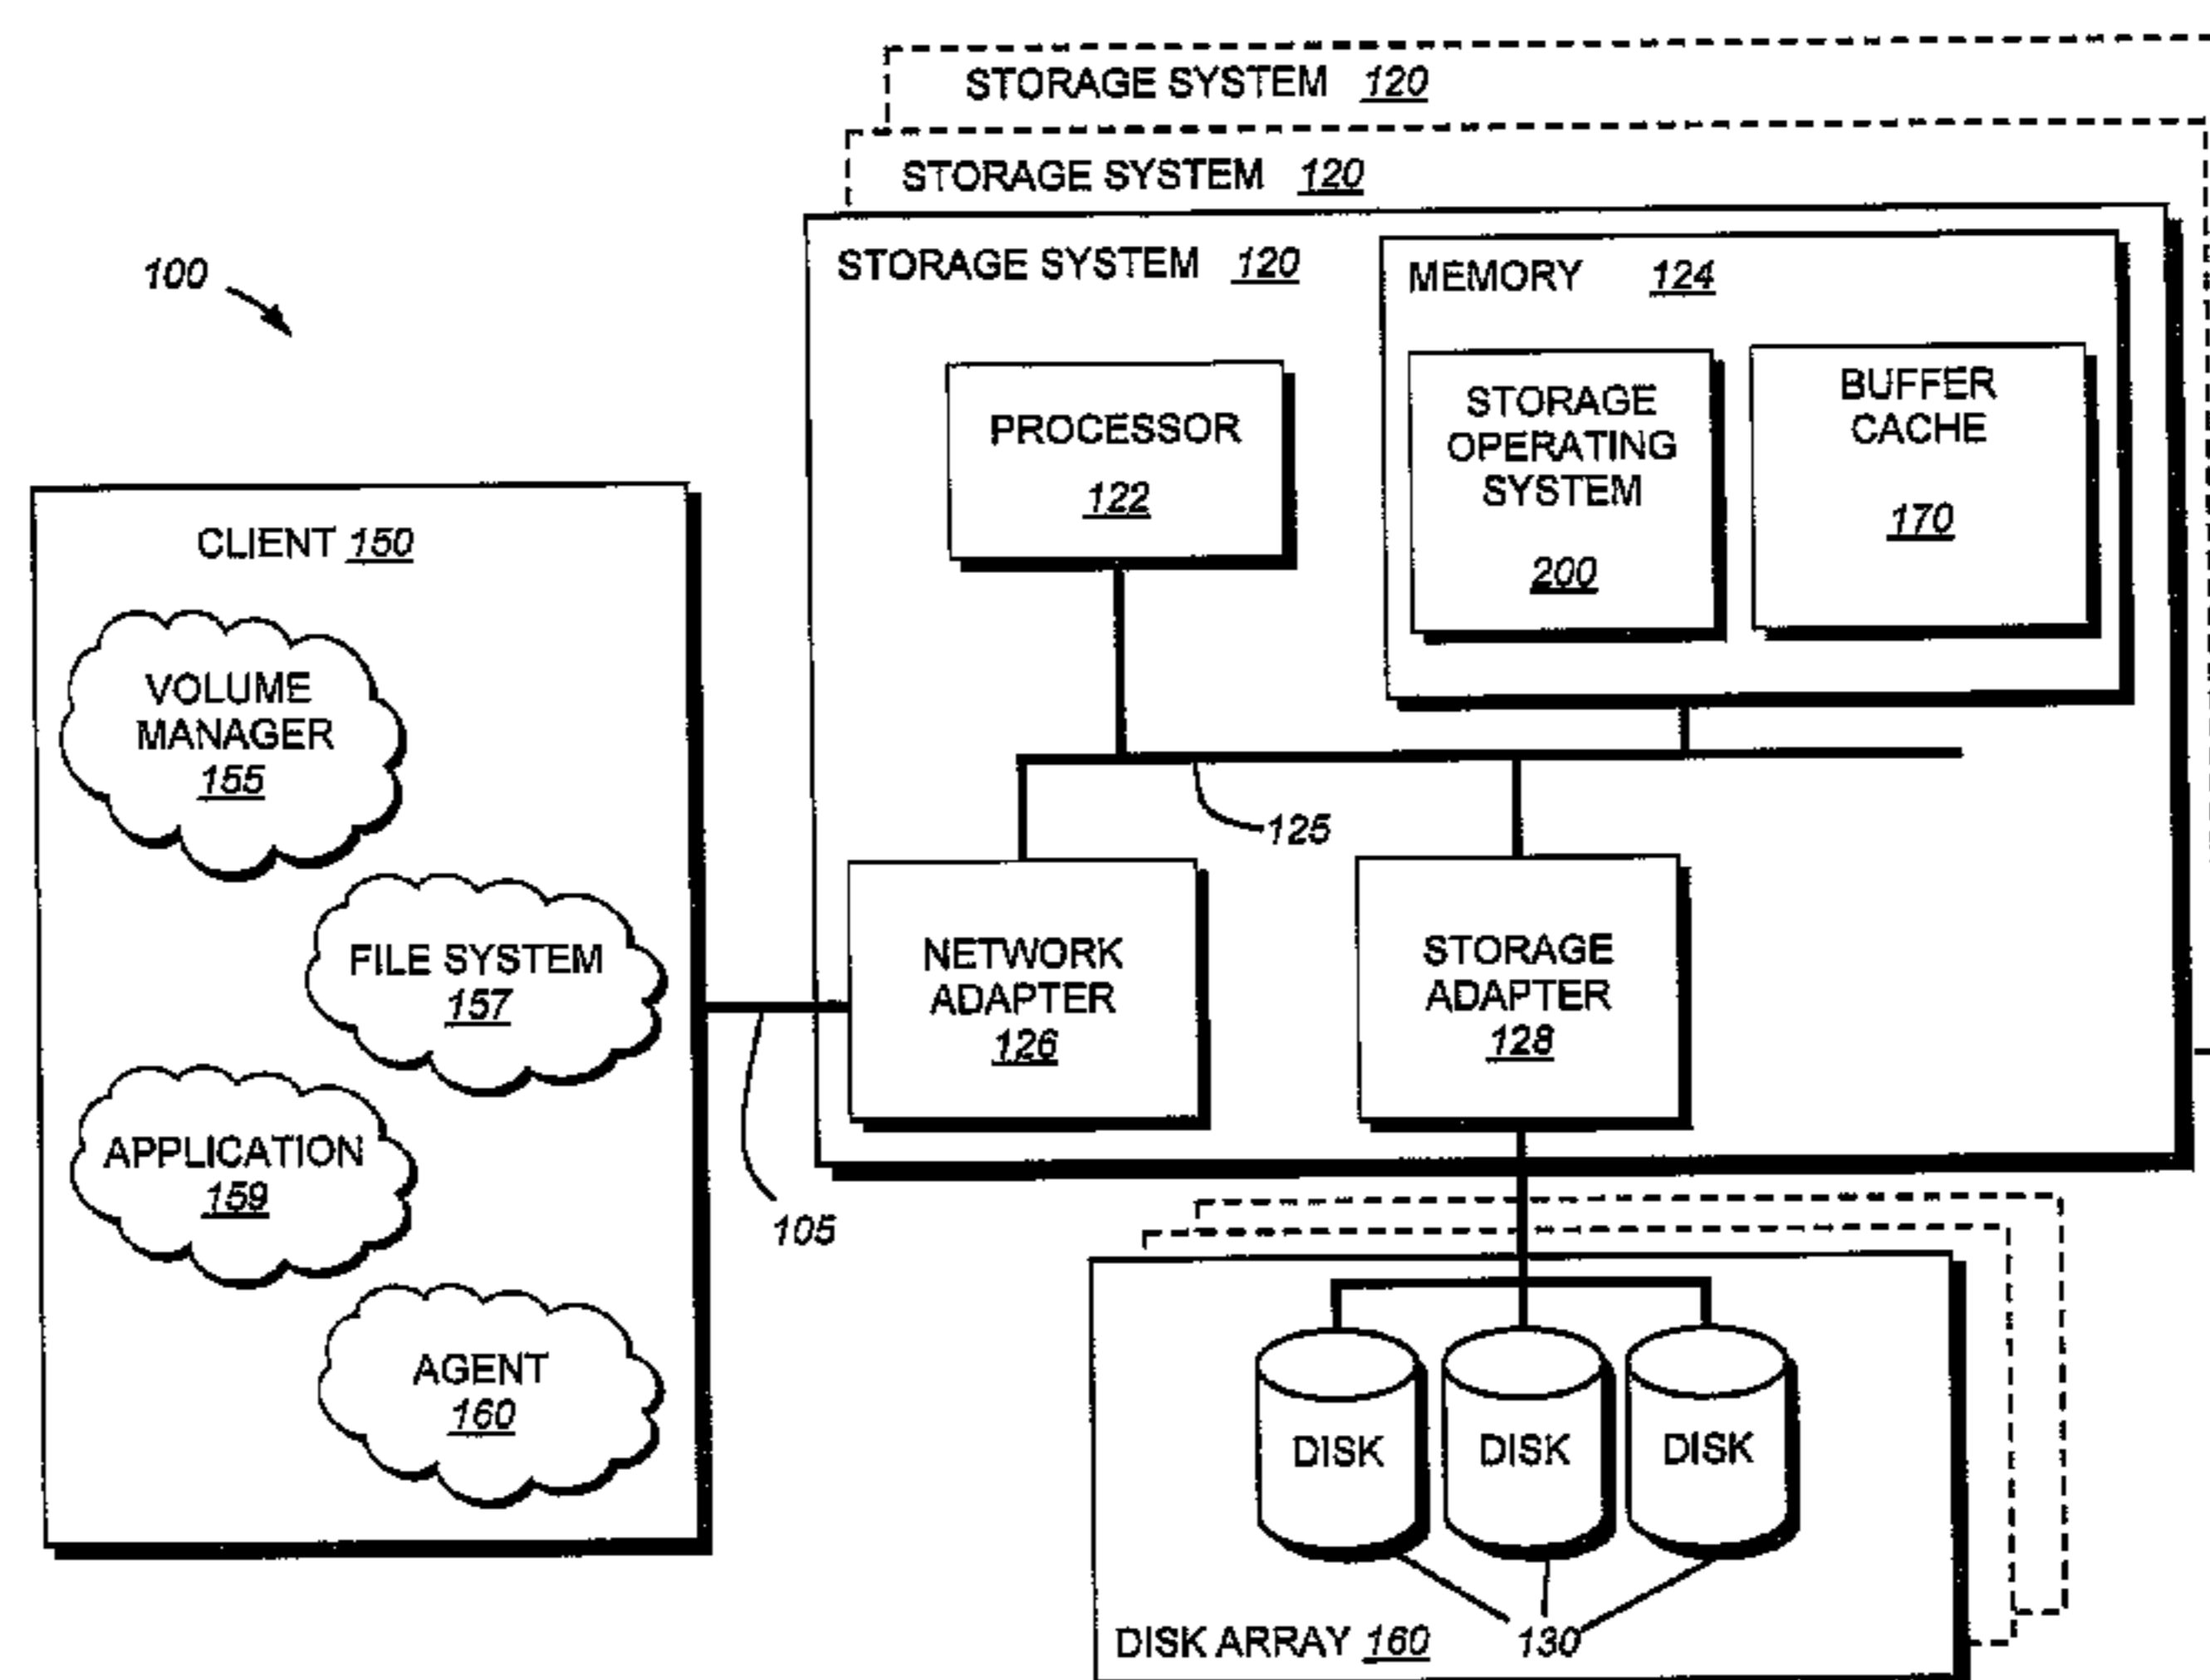 STORAGE SYSTEM 120
STORAGE SYSTEM 120
STORAGE SYSTEM 120
MEMORY 124
100
PROCESSOR
122
STORAGE
OPERATING
SYSTEM
200
BUFFER
CACHE
170
CLIENT 150
VOLUME
MANAGER
155
125
FILE SYSTEM
157
NETWORK
ADAPTER
126
STORAGE
ADAPTER
128
APPLICATION
159
105
AGENT
160
DISK
DISK
DISK
DISK ARRAY 160
130